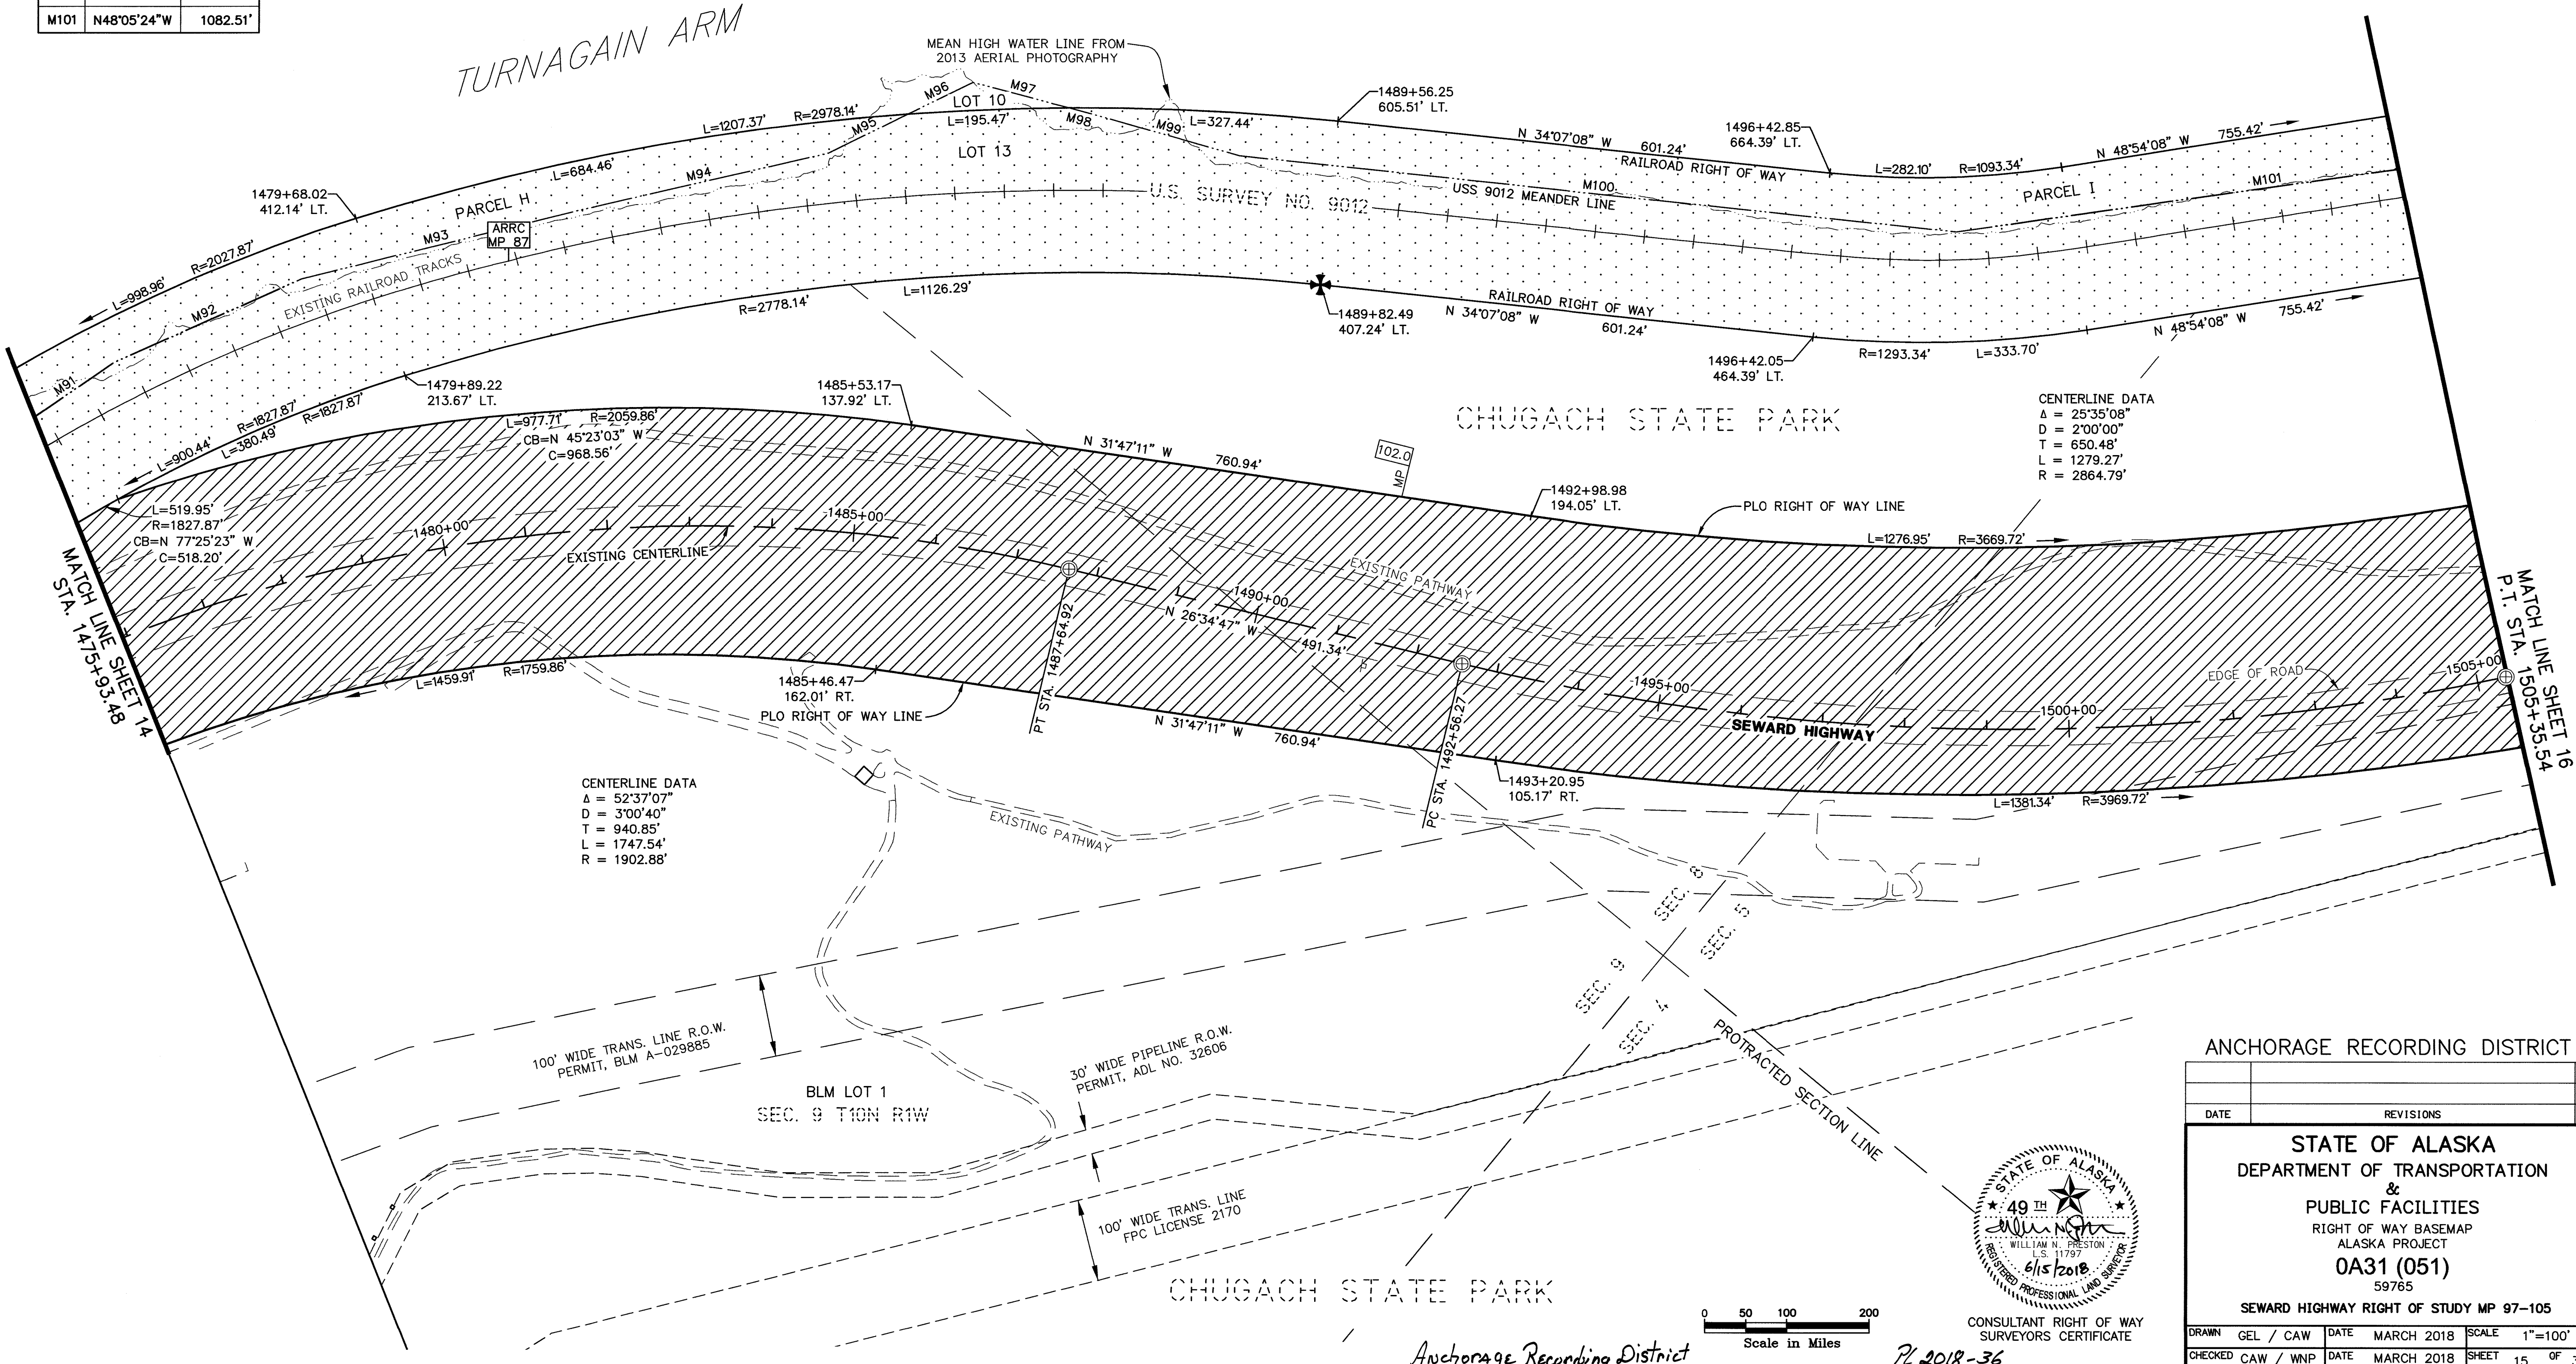 M101 N48°05'24"W 1082.51'
TURNAGAIN ARM
MEAN HIGH WATER LINE FROM
2013 AERIAL PHOTOGRAPHY
M96
M97
LOT 10
L=1207.37' R=2978.14'
M95
L=195.47'
M98
M99
L=327.44'
1489+56.25
605.51' LT.
N 34°07'08" W 601.24'
RAILROAD RIGHT OF WAY
1496+42.85
664.39' LT.
L=282.10' R=1093.34'
N 48°54'08" W 755.42'
LOT 13
L=684.46'
M94
1479+68.02
412.14' LT.
PARCEL H
ARRC
MP 87
M93
U.S. SURVEY NO. 9012
USS 9012 MEANDER LINE
M100
PARCEL I
M101
L=998.96' R=2027.87'
M92
EXISTING RAILROAD TRACKS
M91
R=2778.14'
L=1126.29'
1489+82.49
407.24' LT.
RAILROAD RIGHT OF WAY
N 34°07'08" W 601.24'
1496+42.05
464.39' LT.
R=1293.34' L=333.70'
N 48°54'08" W 755.42'
1479+89.22
213.67' LT.
L=900.44' R=1827.87'
L=380.49' R=1827.87'
1485+53.17
137.92' LT.
CHUGACH STATE PARK
CENTERLINE DATA
Δ = 25°35'08"
D = 2°00'00"
T = 650.48'
L = 1279.27'
R = 2864.79'
L=977.71' R=2059.86'
CB=N 45°23'03" W
C=968.56'
N 31°47'11" W 760.94'
102.0
MP
1492+98.98
194.05' LT.
PLO RIGHT OF WAY LINE
L=1276.95' R=3669.72'
L=519.95'
R=1827.87'
CB=N 77°25'23" W
C=518.20'
1480+00
EXISTING CENTERLINE
1485+00
EXISTING PATHWAY
1490+00
N 26°34'47" W 491.34'
1495+00
SEWARD HIGHWAY
1500+00
EDGE OF ROAD
1505+00
MATCH LINE SHEET 14
STA. 1475+93.48
MATCH LINE SHEET 16
P.T. STA. 1505+35.54
L=1459.91' R=1759.86'
1485+46.47
162.01' RT.
PLO RIGHT OF WAY LINE
PT STA. 1487+64.92
N 31°47'11" W 760.94'
PC STA. 1492+56.27
1493+20.95
105.17' RT.
L=1381.34' R=3969.72'
CENTERLINE DATA
Δ = 52°37'07"
D = 3°00'40"
T = 940.85'
L = 1747.54'
R = 1902.88'
EXISTING PATHWAY
SEC. 8
SEC. 5
SEC. 9
SEC. 4
PROTRACTED SECTION LINE
100' WIDE TRANS. LINE R.O.W.
PERMIT, BLM A-029885
30' WIDE PIPELINE R.O.W.
PERMIT, ADL NO. 32606
BLM LOT 1
SEC. 9 T10N R1W
100' WIDE TRANS. LINE
FPC LICENSE 2170
CHUGACH STATE PARK
0 50 100 200
Scale in Miles
STATE OF ALASKA
49 TH
WILLIAM N. PRESTON
L.S. 11797
6/15/2018
REGISTERED PROFESSIONAL LAND SURVEYOR
CONSULTANT RIGHT OF WAY
SURVEYORS CERTIFICATE
Anchorage Recording District
PL 2018-36
ANCHORAGE RECORDING DISTRICT
DATE REVISIONS
STATE OF ALASKA
DEPARTMENT OF TRANSPORTATION
&
PUBLIC FACILITIES
RIGHT OF WAY BASEMAP
ALASKA PROJECT
0A31 (051)
59765
SEWARD HIGHWAY RIGHT OF STUDY MP 97-105
DRAWN GEL / CAW DATE MARCH 2018 SCALE 1"=100'
CHECKED CAW / WNP DATE MARCH 2018 SHEET 15 OF